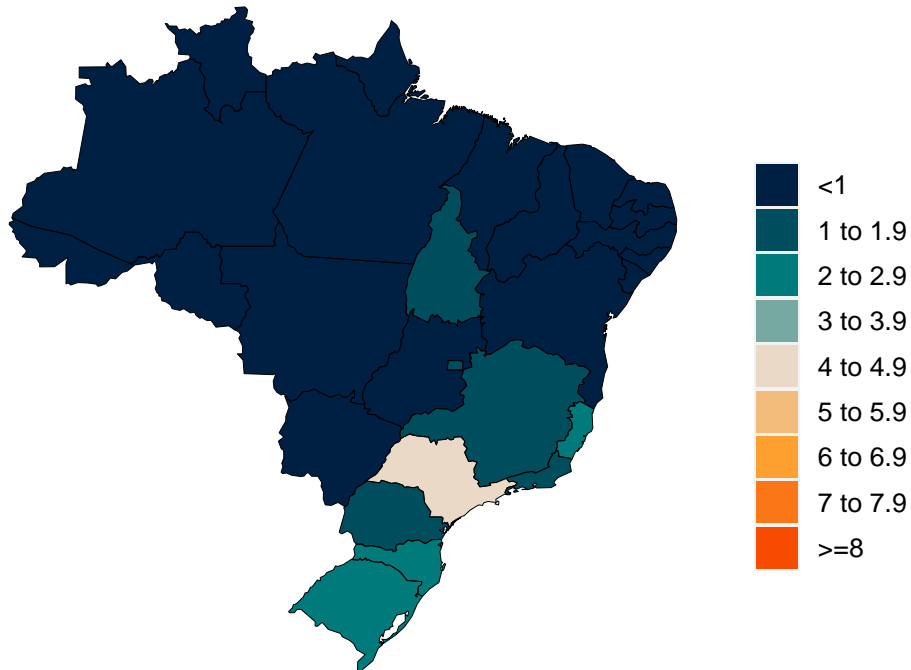 <1
1 to 1.9
2 to 2.9
3 to 3.9
4 to 4.9
5 to 5.9
6 to 6.9
7 to 7.9
>=8